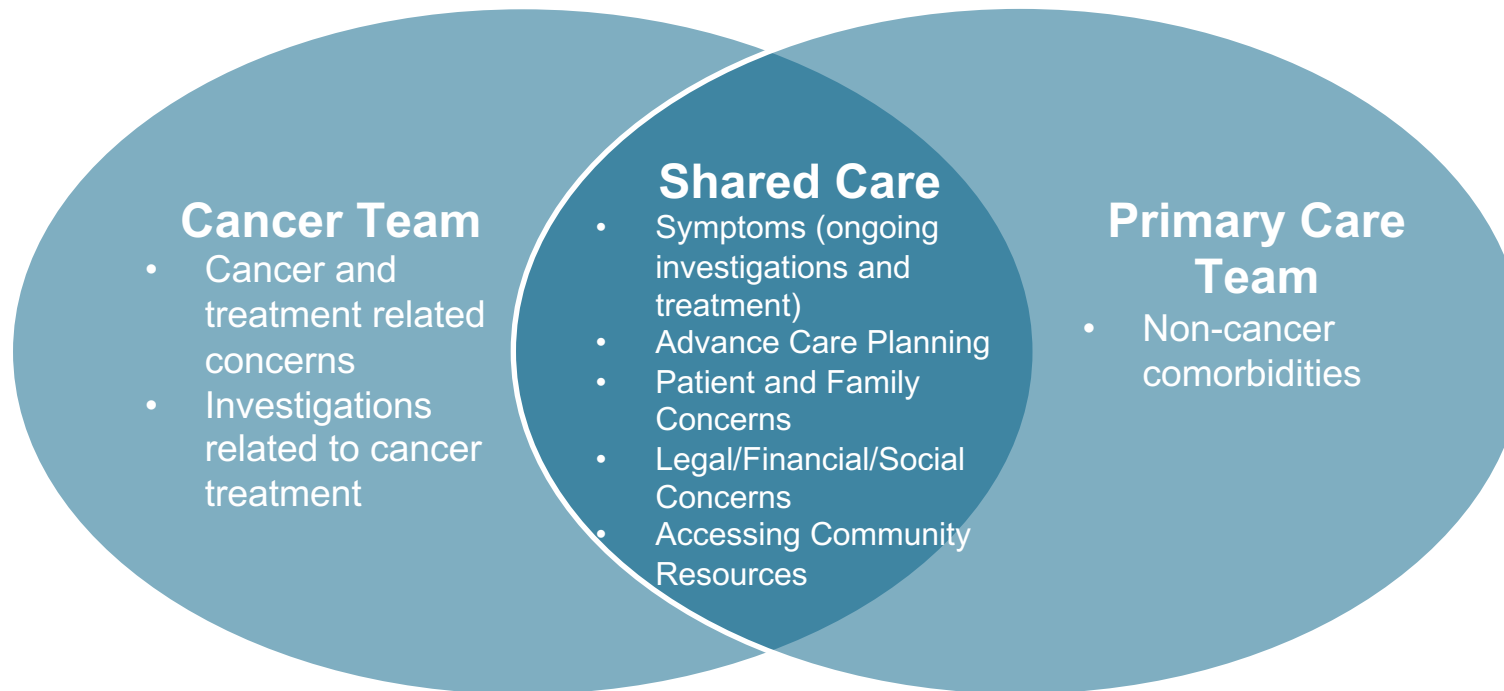 Cancer Team
• Cancer and
treatment related
concerns
• Investigations
related to cancer
treatment
Shared Care
• Symptoms (ongoing
investigations and
treatment)
• Advance Care Planning
• Patient and Family
Concerns
• Legal/Financial/Social
Concerns
• Accessing Community
Resources
Primary Care
Team
• Non-cancer
comorbidities